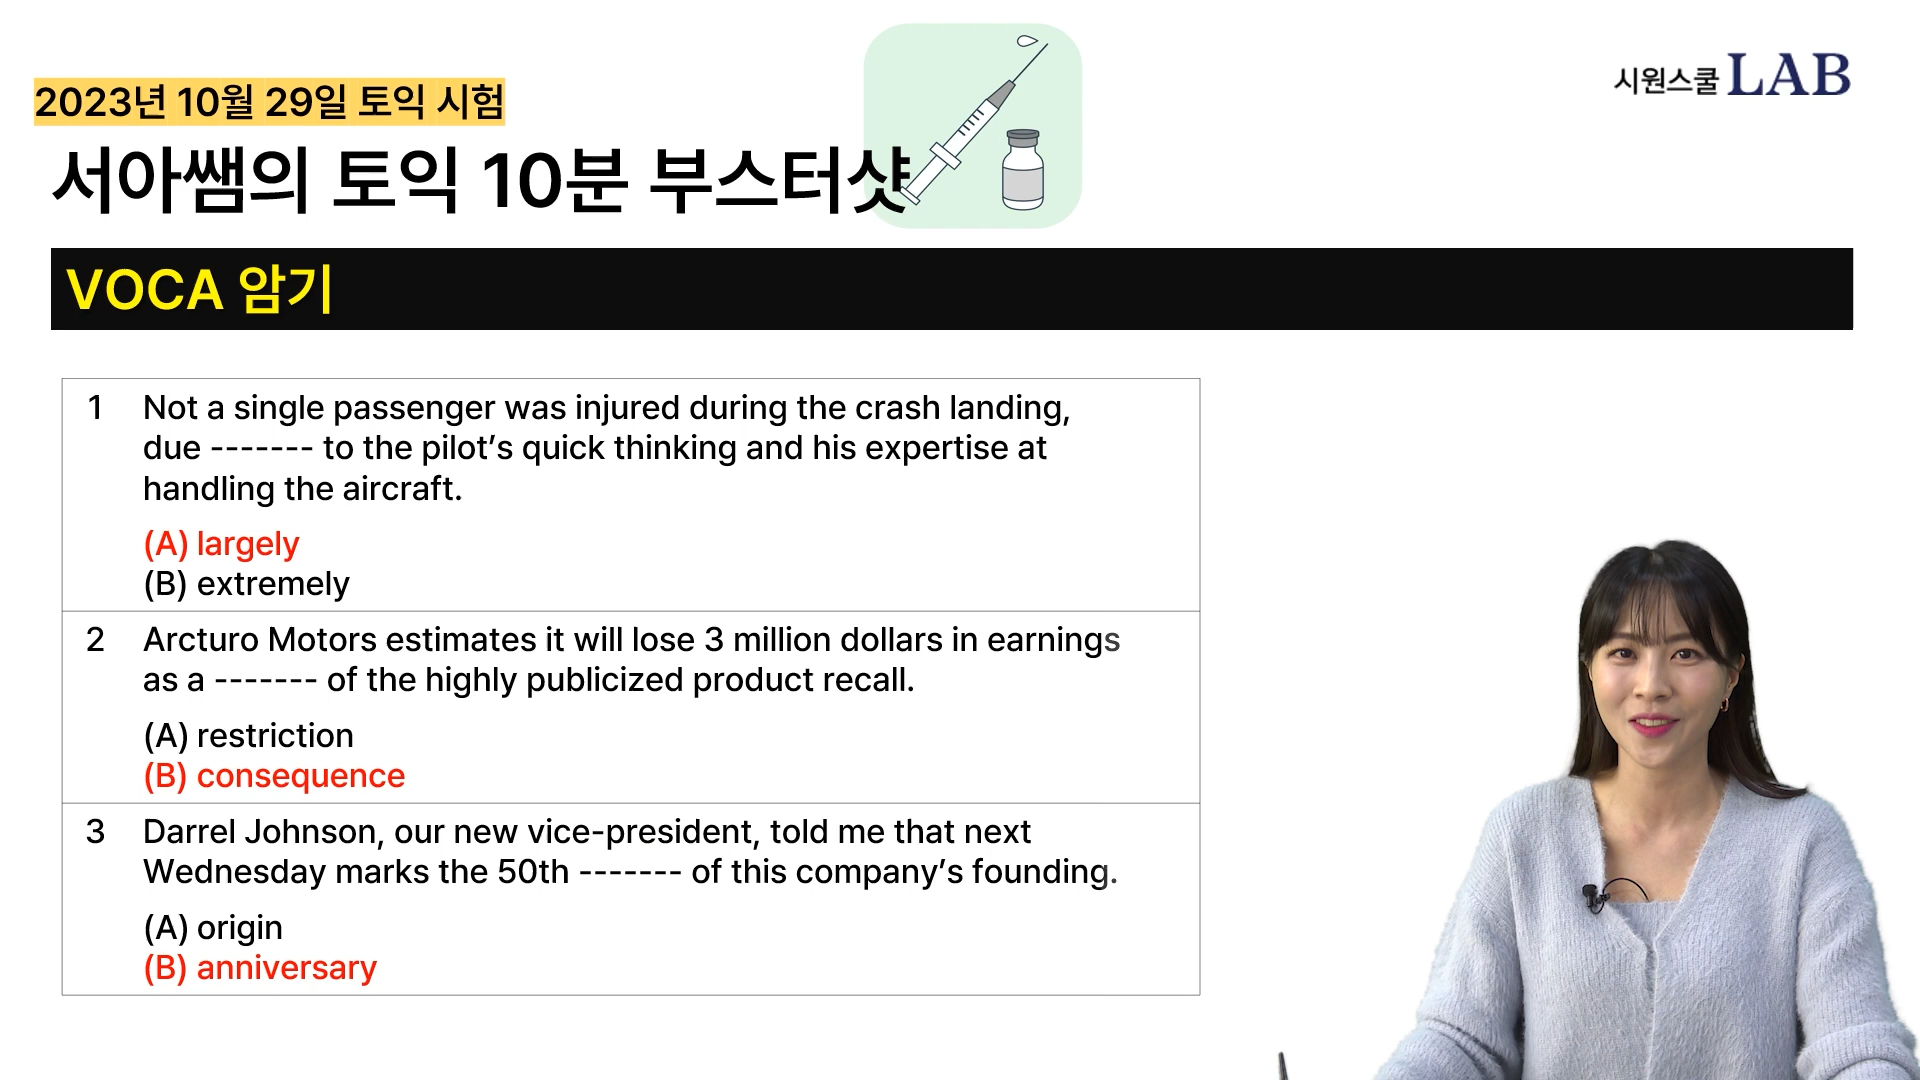 2023년 10월 29일 토익 시험
시원스쿨 LAB
서아쌤의 토익 10분 부스터샷
VOCA 암기
1 Not a single passenger was injured during the crash landing,
due ------- to the pilot’s quick thinking and his expertise at
handling the aircraft.
(A) largely
(B) extremely
2 Arcturo Motors estimates it will lose 3 million dollars in earnings
as a ------- of the highly publicized product recall.
(A) restriction
(B) consequence
3 Darrel Johnson, our new vice-president, told me that next
Wednesday marks the 50th ------- of this company’s founding.
(A) origin
(B) anniversary